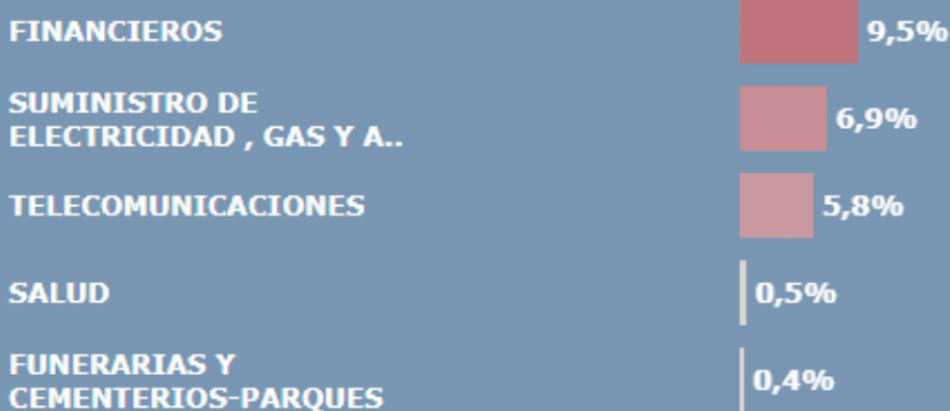 FINANCIEROS 9,5%
SUMINISTRO DE
ELECTRICIDAD , GAS Y A.. 6,9%
TELECOMUNICACIONES 5,8%
SALUD 0,5%
FUNERARIAS Y
CEMENTERIOS-PARQUES 0,4%